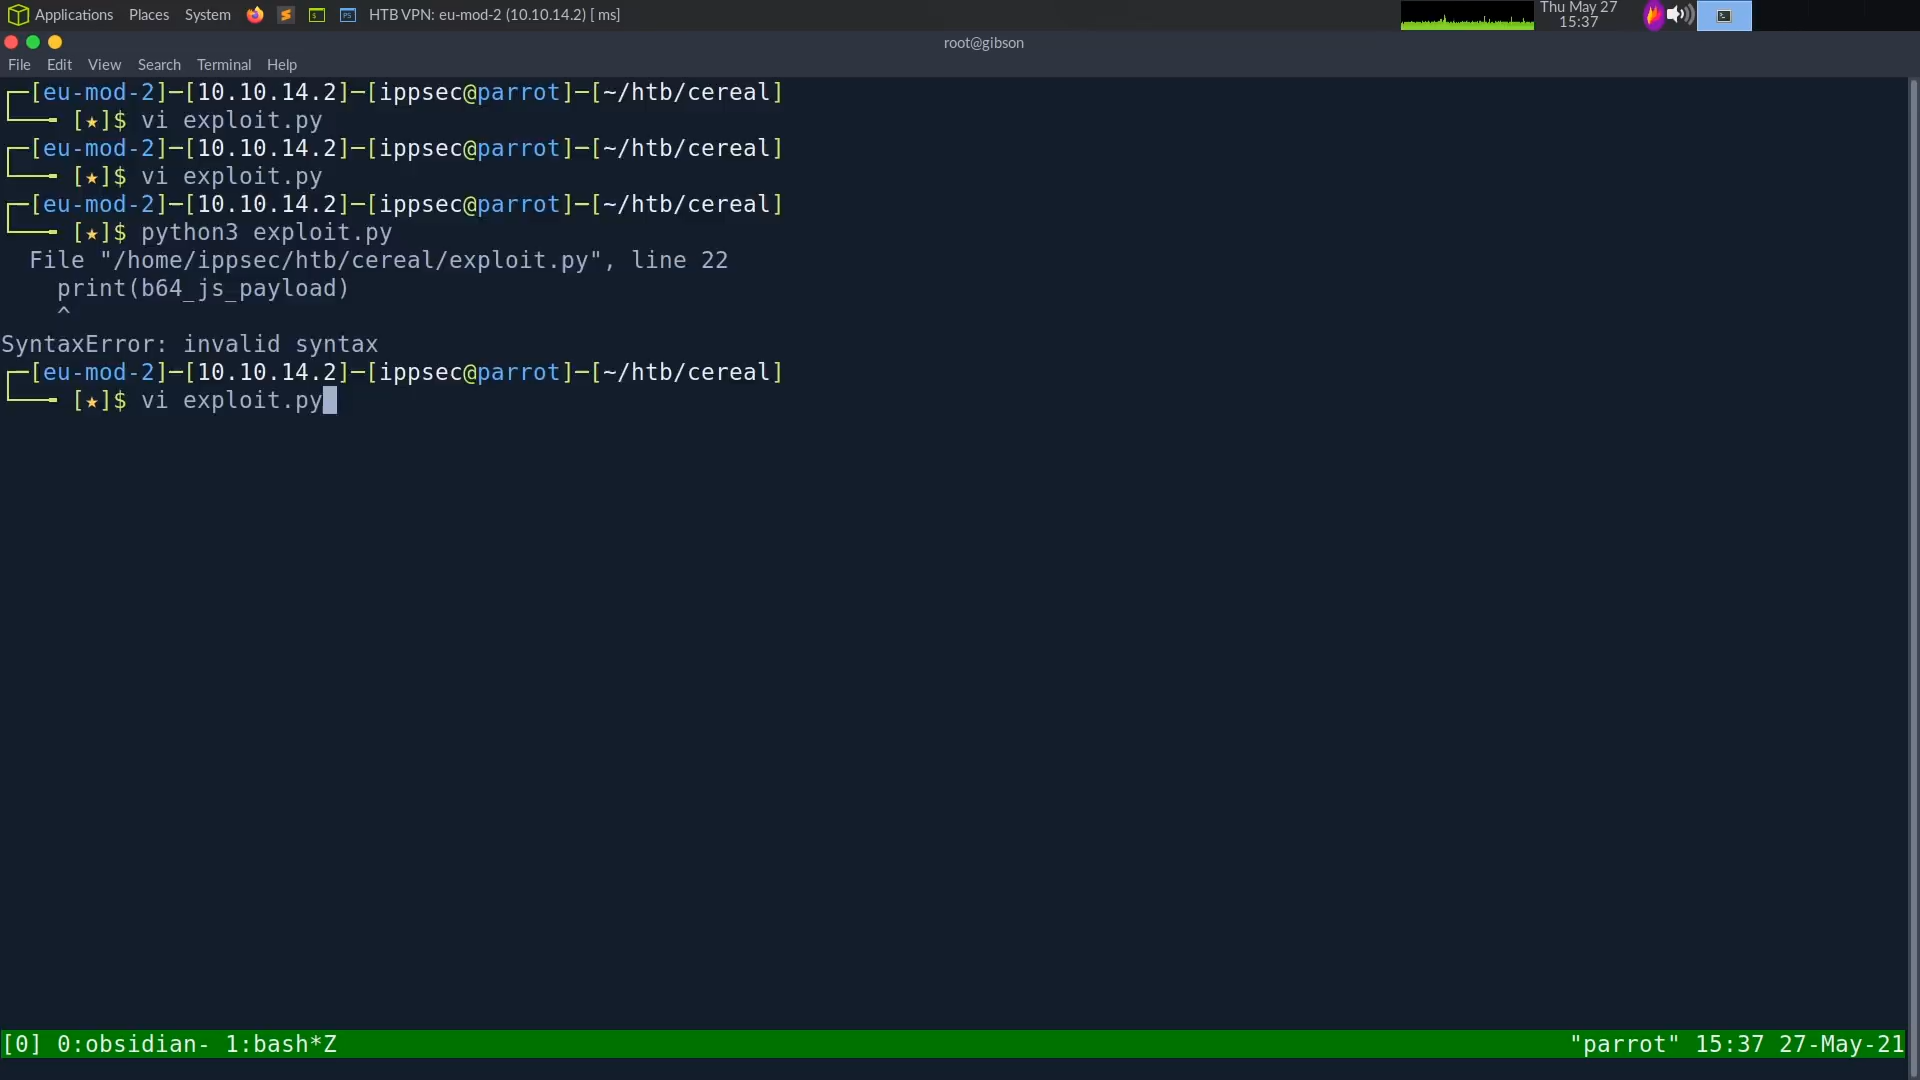 Applications Places System HTB VPN: eu-mod-2 (10.10.14.2) [ ms] Thu May 27
15:37
root@gibson
File Edit View Search Terminal Help
┌─[eu-mod-2]─[10.10.14.2]─[ippsec@parrot]─[~/htb/cereal]
└──╼ [★]$ vi exploit.py
┌─[eu-mod-2]─[10.10.14.2]─[ippsec@parrot]─[~/htb/cereal]
└──╼ [★]$ vi exploit.py
┌─[eu-mod-2]─[10.10.14.2]─[ippsec@parrot]─[~/htb/cereal]
└──╼ [★]$ python3 exploit.py
  File "/home/ippsec/htb/cereal/exploit.py", line 22
    print(b64_js_payload)
    ^
SyntaxError: invalid syntax
┌─[eu-mod-2]─[10.10.14.2]─[ippsec@parrot]─[~/htb/cereal]
└──╼ [★]$ vi exploit.py
[0] 0:obsidian- 1:bash*Z "parrot" 15:37 27-May-21